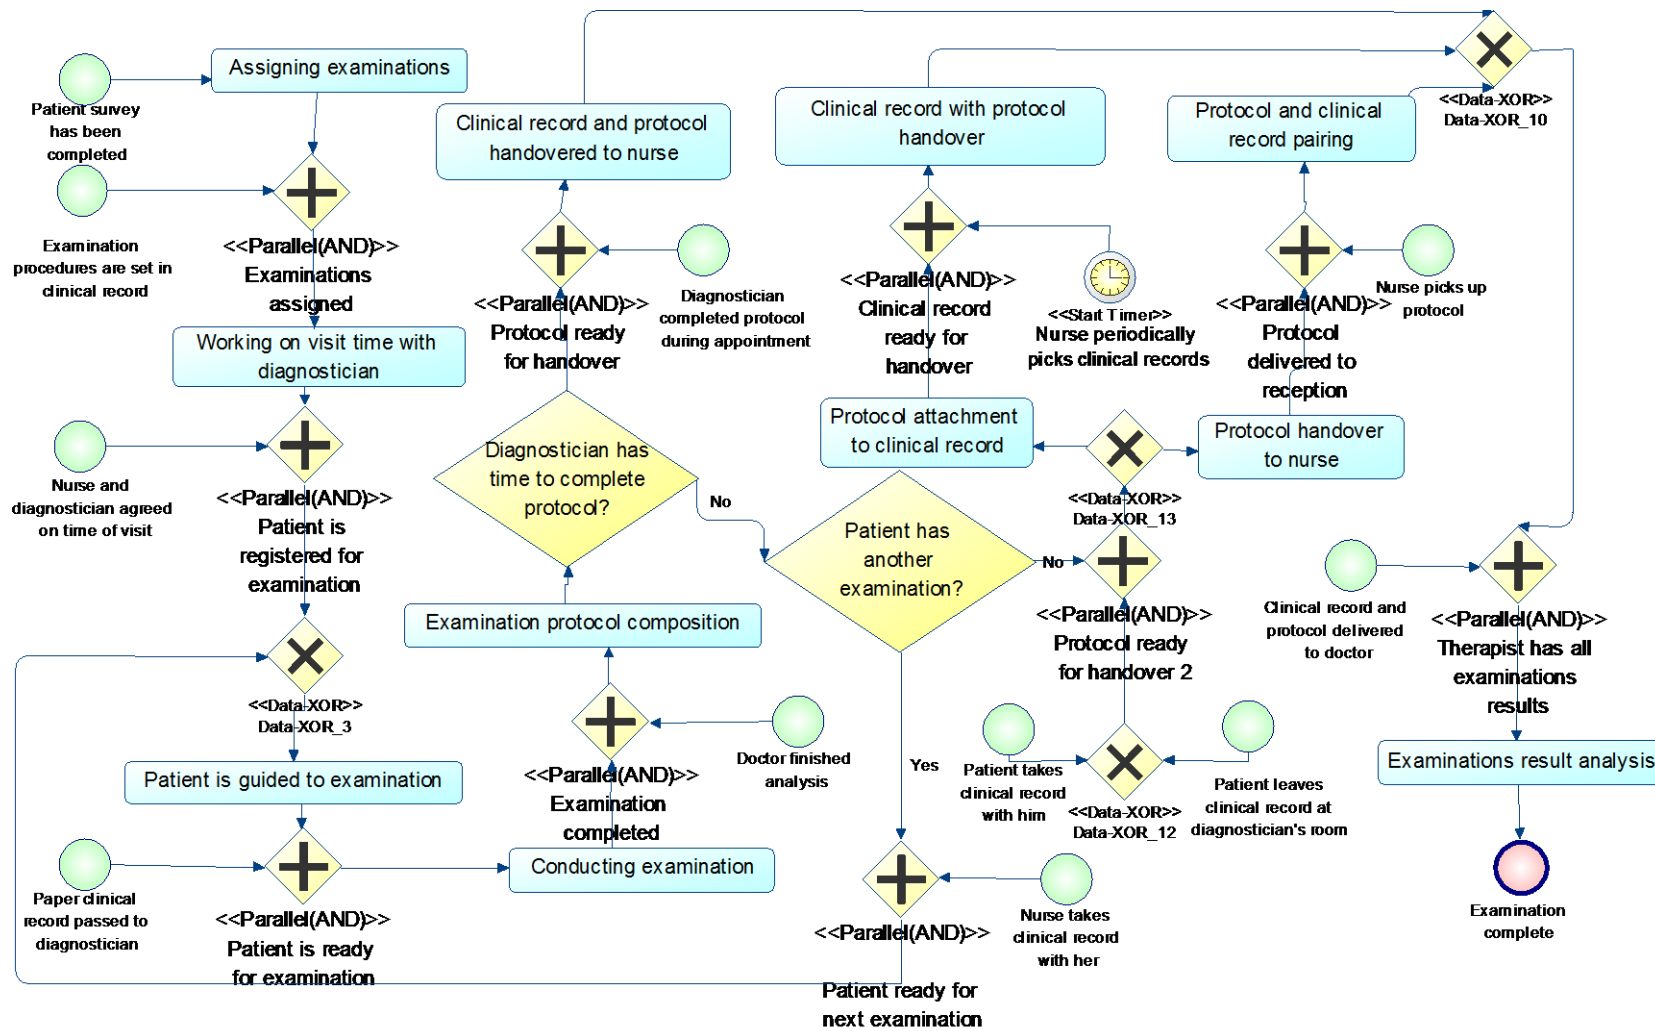 Assigning examinations
Patient survey
has been
completed
Examination
procedures are set in
clinical record
<<Parallel(AND)>>
Examinations
assigned
Working on visit time with
diagnostician
Nurse and
diagnostician agreed
on time of visit
<<Parallel(AND)>>
Patient is
registered for
examination
<<Data-XOR>>
Data-XOR_3
Patient is guided to examination
Paper clinical
record passed to
diagnostician
<<Parallel(AND)>>
Patient is ready
for examination
Clinical record and protocol
handovered to nurse
<<Parallel(AND)>>
Protocol ready
for handover
Diagnostician
completed protocol
during appointment
Diagnostician has
time to complete
protocol?
No
Examination protocol composition
<<Parallel(AND)>>
Examination
completed
Doctor finished
analysis
Conducting examination
Clinical record with protocol
handover
<<Parallel(AND)>>
Clinical record
ready for
handover
<<Start Timer>>
Nurse periodically
picks clinical records
Protocol attachment
to clinical record
Patient has
another
examination?
No
Yes
<<Data-XOR>>
Data-XOR_13
<<Parallel(AND)>>
Protocol ready
for handover 2
Patient takes
clinical record
with him
<<Data-XOR>>
Data-XOR_12
Patient leaves
clinical record at
diagnostician's room
<<Parallel(AND)>>
Patient ready for
next examination
Nurse takes
clinical record
with her
Protocol and clinical
record pairing
<<Data-XOR>>
Data-XOR_10
<<Parallel(AND)>>
Protocol
delivered to
reception
Nurse picks up
protocol
Protocol handover
to nurse
Clinical record and
protocol delivered
to doctor
<<Parallel(AND)>>
Therapist has all
examinations
results
Examinations result analysis
Examination
complete